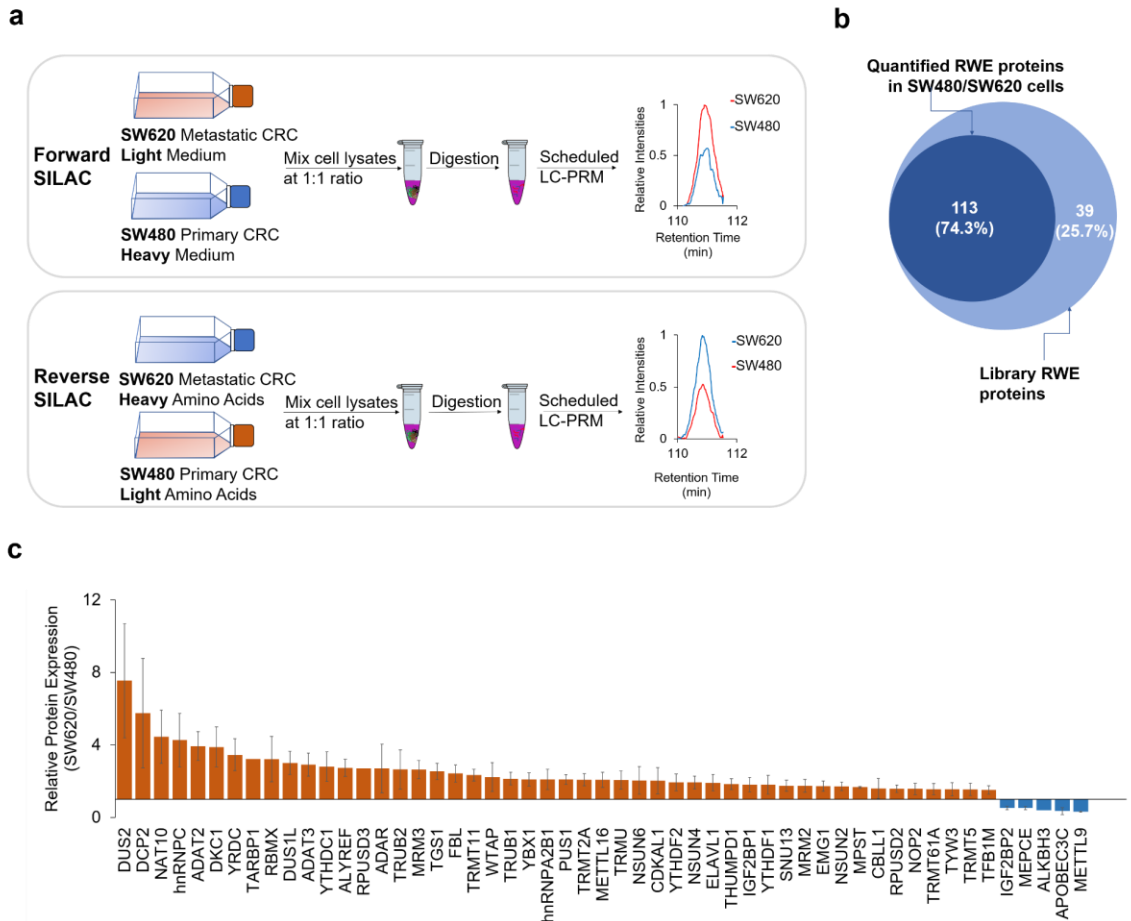 a
SW620 Metastatic CRC
Light Medium
Forward
SILAC
Mix cell lysates
at 1:1 ratio
Digestion
Scheduled
LC-PRM
SW480 Primary CRC
Heavy Medium
Relative Intensities
1
0.5
0
110
112
Retention Time
(min)
SW620
SW480
Reverse
SILAC
SW620 Metastatic CRC
Heavy Amino Acids
Mix cell lysates
at 1:1 ratio
Digestion
Scheduled
LC-PRM
SW480 Primary CRC
Light Amino Acids
Relative Intensities
1
0.5
0
110
112
Retention Time
(min)
SW620
SW480
b
Quantified RWE proteins
in SW480/SW620 cells
113
(74.3%)
39
(25.7%)
Library RWE
proteins
c
Relative Protein Expression
(SW620/SW480)
12
8
4
0
DUS2
DCP2
NAT10
hnRNPC
ADAT2
DKC1
YRDC
TARBP1
RBMX
DUS1L
ADAT3
YTHDC1
ALYREF
RPUSD3
ADAR
TRUB2
MRM3
TGS1
FBL
TRMT11
WTAP
TRUB1
YBX1
hnRNPA2B1
PUS1
TRMT2A
METTL16
TRMU
NSUN6
CDKAL1
YTHDF2
NSUN4
ELAVL1
THUMPD1
IGF2BP1
YTHDF1
SNU13
MRM2
EMG1
NSUN2
MPST
CBLL1
RPUSD2
NOP2
TRMT61A
TYW3
TRMT5
TFB1M
IGF2BP2
MEPCE
ALKBH3
APOBEC3C
METTL9